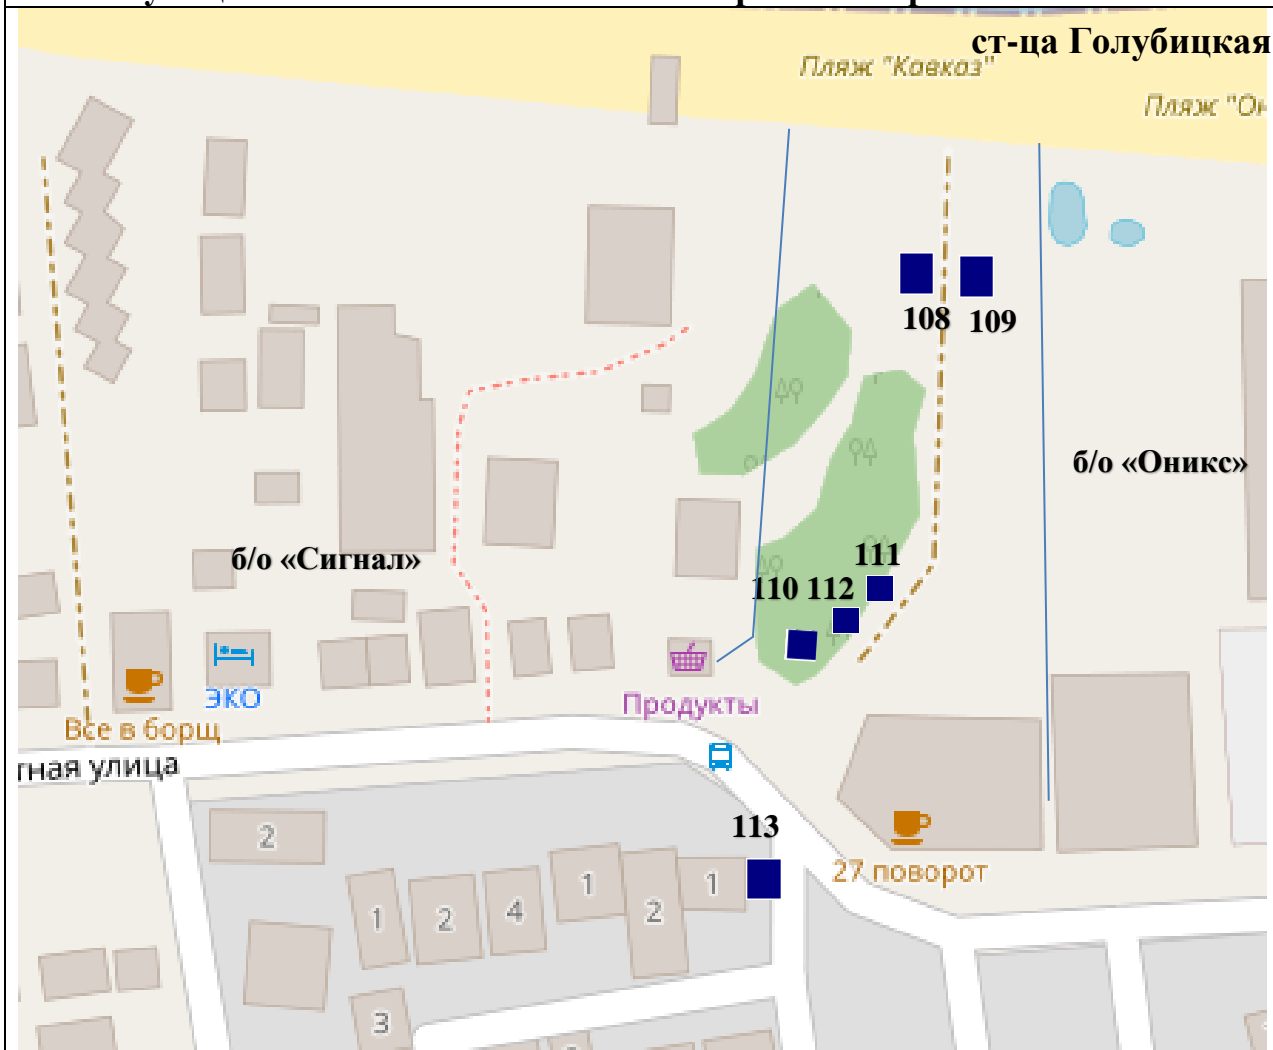 ст-ца Голубицкая
Пляж "Кавказ"
Пляж "Он
108 109
б/о «Оникс»
111
б/о «Сигнал»
110 112
ЭКО
Продукты
Все в борщ
тная улица
113
2
27 поворот
1
1
1
2
4
2
3